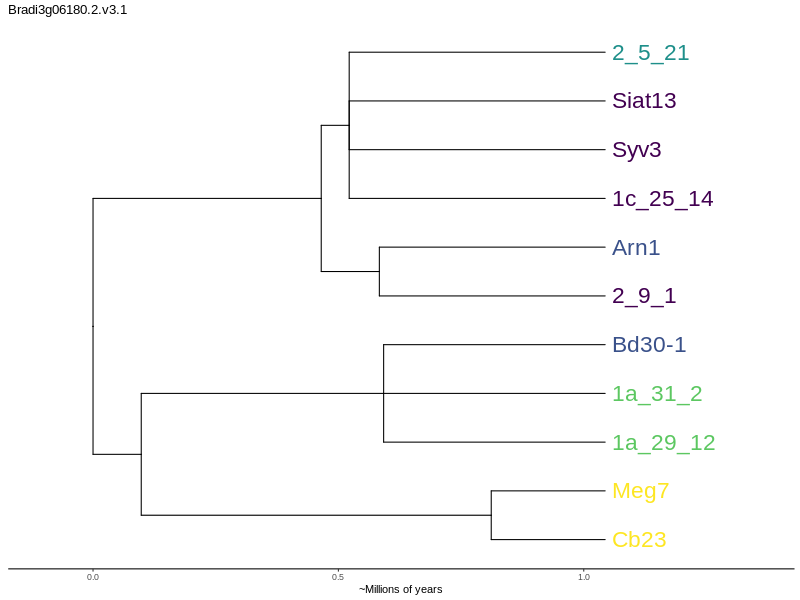 Bradi3g06180.2.v3.1
2_5_21
Siat13
Syv3
1c_25_14
Arn1
2_9_1
Bd30-1
1a_31_2
1a_29_12
Meg7
Cb23
0.0 0.5 1.0
~Millions of years